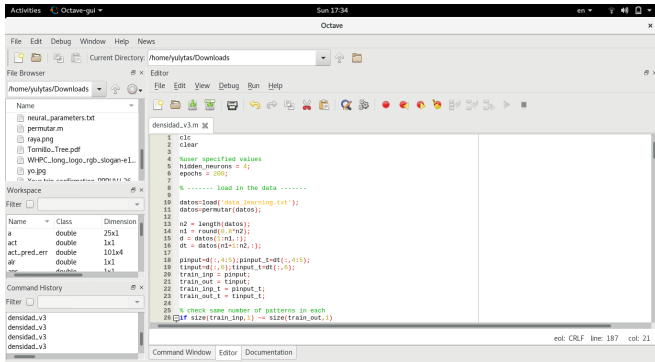 Activities Octave-gui Sun 17:34 en
Octave
File Edit Debug Window Help News
Current Directory: /home/yulytas/Downloads
File Browser
Editor
/home/yulytas/Downloads
File Edit View Debug Run Help
Name
neural_parameters.txt
permutar.m
raya.png
Tornillo_Tree.pdf
WHPC_long_logo_rgb_slogan-e1...
yo.jpg
densidad_v3.m
1 clc
2 clear
3
4 %user specified values
5 hidden_neurons = 4;
6 epochs = 200;
7
8 % ------- load in the data -------
9
10 datos=load('data_learning.txt');
11 datos=permutar(datos);
12
13 n2 = length(datos);
14 n1 = round(0.8*n2);
15 d = datos(1:n1,:);
16 dt = datos(n1+1:n2,:);
17
18 pinput=d(:,4:5);pinput_t=dt(:,4:5);
19 tinput=d(:,6);tinput_t=dt(:,6);
20 train_inp = pinput;
21 train_out = tinput;
22 train_inp_t = pinput_t;
23 train_out_t = tinput_t;
24
25 % check same number of patterns in each
26 if size(train_inp,1) ~= size(train_out,1)
Workspace
Filter
Name Class Dimension
a double 25x1
act double 1x1
act_pred_err double 101x4
alr double 1x1
Command History
Filter
densidad_v3
densidad_v3
densidad_v3
densidad_v3
eol: CRLF line: 187 col: 21
Command Window Editor Documentation